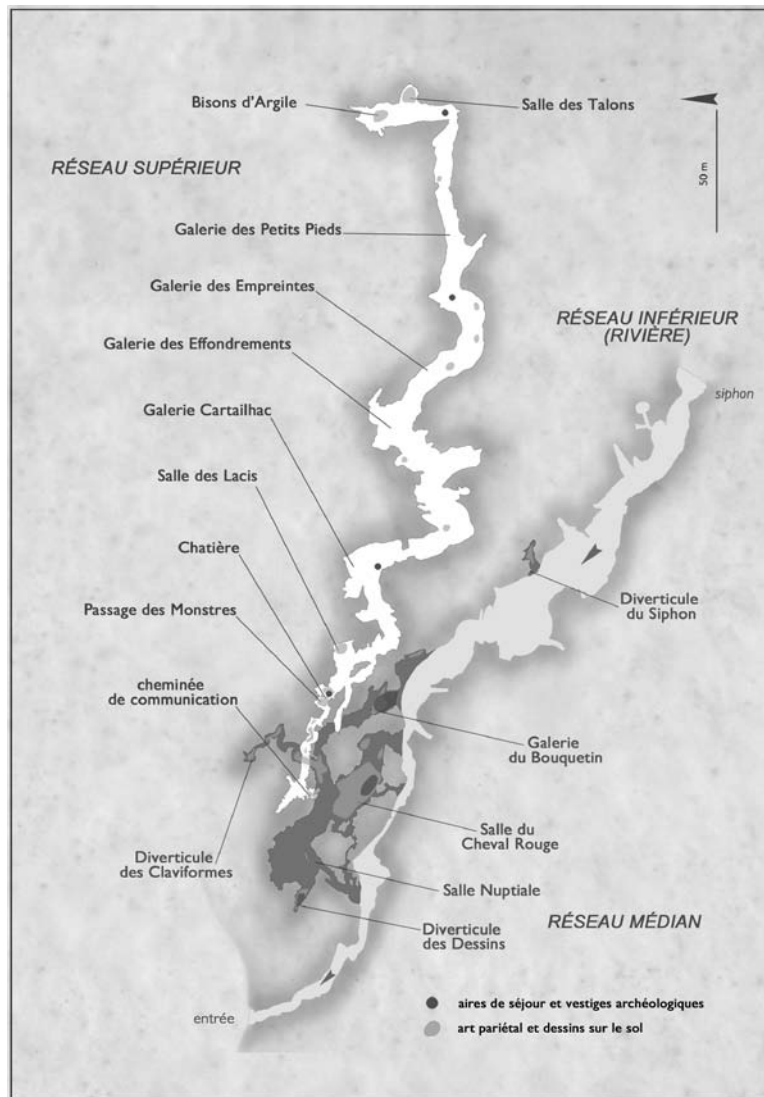 Bisons d'Argile
Salle des Talons
RÉSEAU SUPÉRIEUR
50 m
Galerie des Petits Pieds
Galerie des Empreintes
RÉSEAU INFÉRIEUR
(RIVIÈRE)
Galerie des Effondrements
siphon
Galerie Cartailhac
Salle des Lacis
Chatière
Diverticule
du Siphon
Passage des Monstres
cheminée
de communication
Galerie
du Bouquetin
Salle du
Cheval Rouge
Diverticule
des Claviformes
Salle Nuptiale
Diverticule
des Dessins
RÉSEAU MÉDIAN
entrée
aires de séjour et vestiges archéologiques
art pariétal et dessins sur le sol